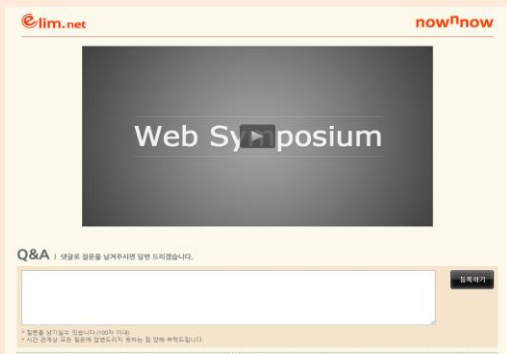 elim.net
nownnow
Web Symposium
Q&A | 댓글로 질문을 남겨주시면 답변 드리겠습니다.
등록하기
* 질문을 남기실수 있습니다.(100자 이내)
* 시간 관계상 모든 질문에 답변드리지 못하는 점 양해 부탁드립니다.